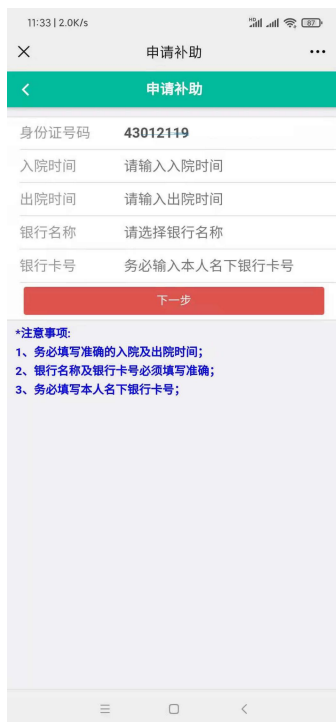 11:33 | 2.0K/s
HD
87
申请补助
申请补助
身份证号码 43012119
入院时间 请输入入院时间
出院时间 请输入出院时间
银行名称 请选择银行名称
银行卡号 务必输入本人名下银行卡号
下一步
*注意事项:
1、务必填写准确的入院及出院时间；
2、银行名称及银行卡号必须填写准确；
3、务必填写本人名下银行卡号；